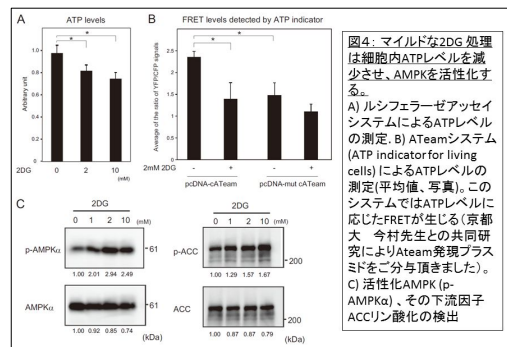 A
ATP levels
Arbitrary unit
1.2
1.0
0.8
0.6
0.4
0.2
0.0
*
*
2DG
0
2
10
(mM)
B
FRET levels detected by ATP indicator
Average of the ratio of YFP/CFP signals
3
2.5
2
1.5
1
0.5
0
*
*
2mM 2DG
-
+
-
+
pcDNA-cATeam
pcDNA-mut cATeam
C
2DG
0 1 2 10 (mM)
p-AMPKα
61
1.00 2.01 2.94 2.49
AMPKα
61
1.00 0.92 0.85 0.74
(kDa)
2DG
0 1 2 10 (mM)
p-ACC
200
1.00 1.29 1.57 1.67
ACC
200
1.00 0.87 0.87 0.79
(kDa)
図4: マイルドな2DG 処理
は細胞内ATPレベルを減
少させ、AMPKを活性化す
る。
A) ルシフェラーゼアッセイ
システムによるATPレベル
の測定. B) ATeamシステム
(ATP indicator for living
cells) によるATPレベルの
測定(平均値、写真)。この
システムではATPレベルに
応じたFRETが生じる(京都
大 今村先生との共同研
究によりAteam発現プラス
ミドをご分与頂きました)。
C) 活性化AMPK (p-
AMPKα) 、その下流因子
ACCリン酸化の検出